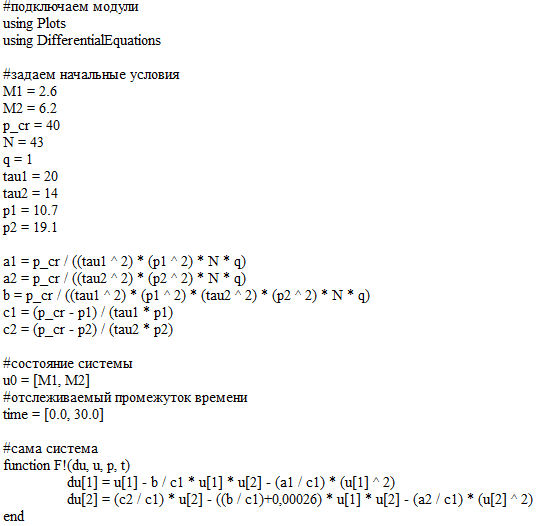 #подключаем модули
using Plots
using DifferentialEquations
#задаем начальные условия
M1 = 2.6
M2 = 6.2
p_cr = 40
N = 43
q = 1
tau1 = 20
tau2 = 14
p1 = 10.7
p2 = 19.1
a1 = p_cr / ((tau1 ^ 2) * (p1 ^ 2) * N * q)
a2 = p_cr / ((tau2 ^ 2) * (p2 ^ 2) * N * q)
b = p_cr / ((tau1 ^ 2) * (p1 ^ 2) * (tau2 ^ 2) * (p2 ^ 2) * N * q)
c1 = (p_cr - p1) / (tau1 * p1)
c2 = (p_cr - p2) / (tau2 * p2)
#состояние системы
u0 = [M1, M2]
#отслеживаемый промежуток времени
time = [0.0, 30.0]
#сама система
function F!(du, u, p, t)
du[1] = u[1] - b / c1 * u[1] * u[2] - (a1 / c1) * (u[1] ^ 2)
du[2] = (c2 / c1) * u[2] - ((b / c1)+0,00026) * u[1] * u[2] - (a2 / c1) * (u[2] ^ 2)
end